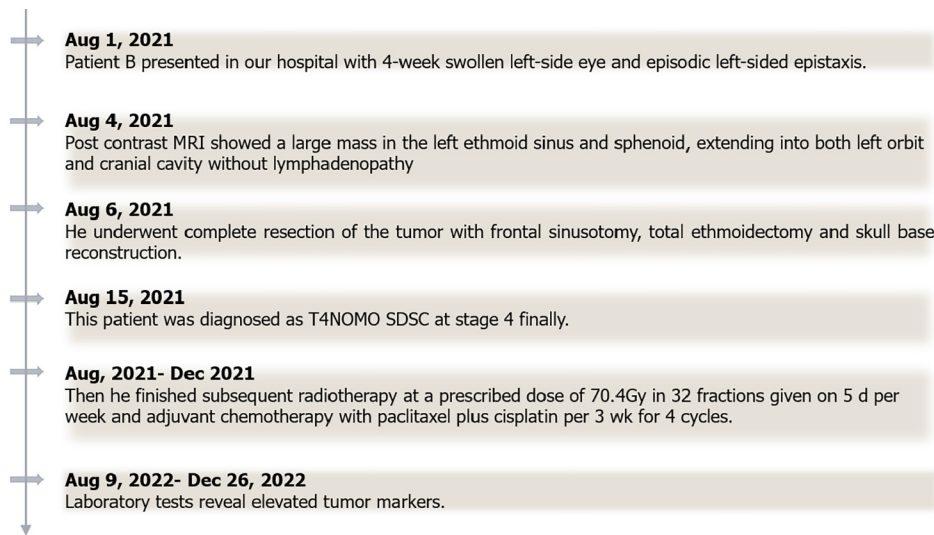 Aug 1, 2021
Patient B presented in our hospital with 4-week swollen left-side eye and episodic left-sided epistaxis.
Aug 4, 2021
Post contrast MRI showed a large mass in the left ethmoid sinus and sphenoid, extending into both left orbit
and cranial cavity without lymphadenopathy
Aug 6, 2021
He underwent complete resection of the tumor with frontal sinusotomy, total ethmoidectomy and skull base
reconstruction.
Aug 15, 2021
This patient was diagnosed as T4NOMO SDSC at stage 4 finally.
Aug, 2021- Dec 2021
Then he finished subsequent radiotherapy at a prescribed dose of 70.4Gy in 32 fractions given on 5 d per
week and adjuvant chemotherapy with paclitaxel plus cisplatin per 3 wk for 4 cycles.
Aug 9, 2022- Dec 26, 2022
Laboratory tests reveal elevated tumor markers.